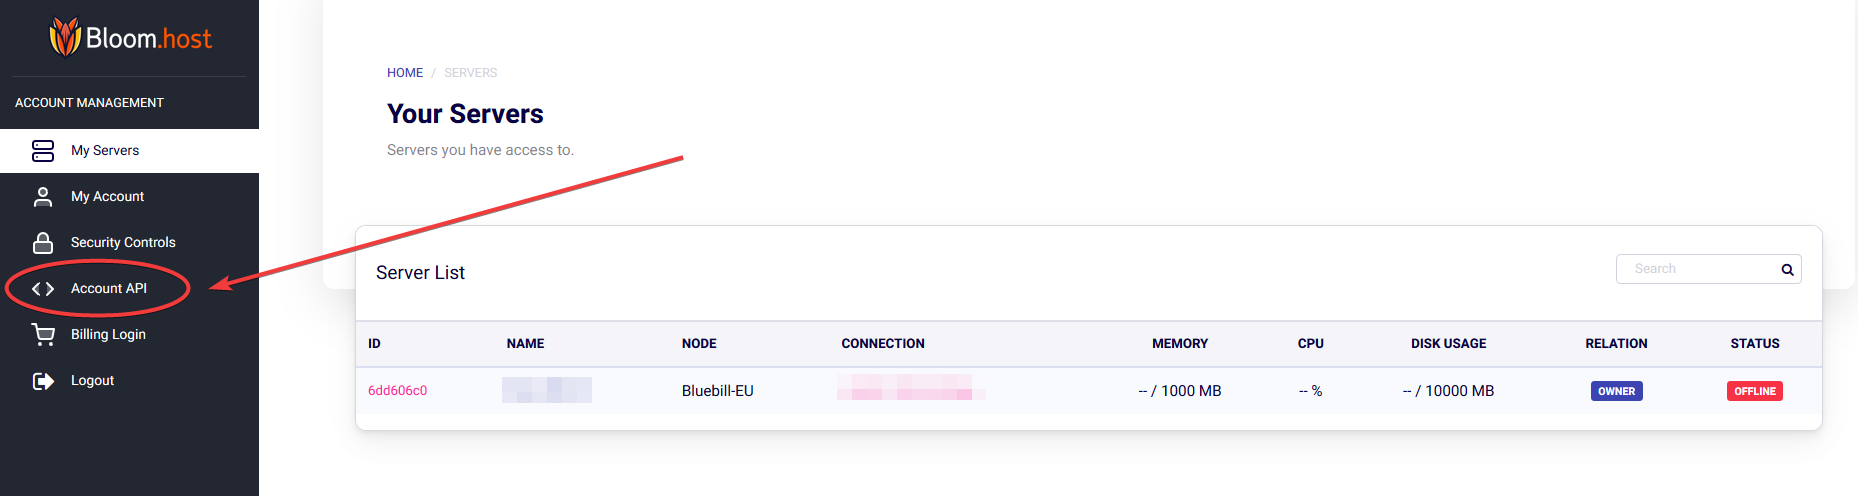 Bloom.host
ACCOUNT MANAGEMENT
My Servers
My Account
Security Controls
Account API
Billing Login
Logout
HOME / SERVERS
Your Servers
Servers you have access to.
Server List
Search
ID NAME NODE CONNECTION MEMORY CPU DISK USAGE RELATION STATUS
6dd606c0 Bluebill-EU -- / 1000 MB -- % -- / 10000 MB OWNER OFFLINE